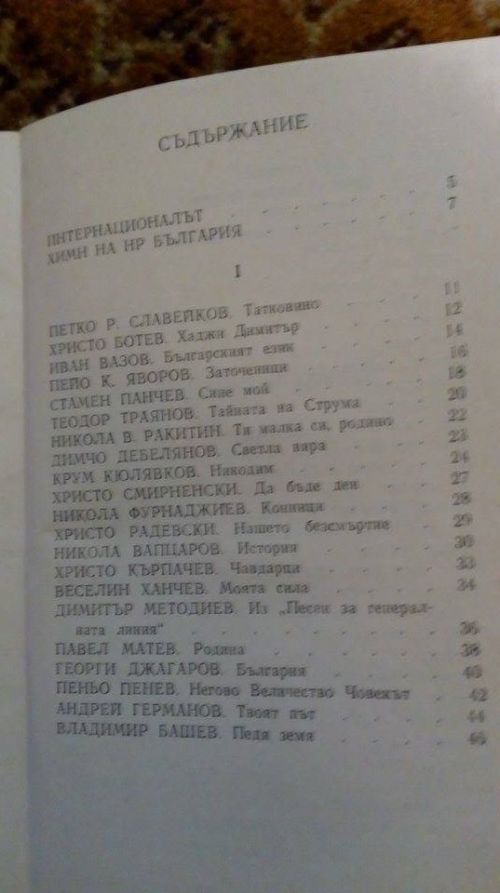 СЪДЪРЖАНИЕ
ИНТЕРНАЦИОНАЛЪТ . . . . . 5
ХИМН НА НР БЪЛГАРИЯ . . . . . 7
I
ПЕТКО Р. СЛАВЕЙКОВ. Татковино . . . . 11
ХРИСТО БОТЕВ. Хаджи Димитър . . . . 12
ИВАН ВАЗОВ. Българският език . . . . 14
ПЕЙО К. ЯВОРОВ. Заточеници . . . . 16
СТАМЕН ПАНЧЕВ. Сине мой . . . . 18
ТЕОДОР ТРАЯНОВ. Тайната на Струма . . . 20
НИКОЛА В. РАКИТИН. Ти малка си, родино . . 22
ДИМЧО ДЕБЕЛЯНОВ. Светла вяра . . . . 23
КРУМ КЮЛЯВКОВ. Никодим . . . . 24
ХРИСТО СМИРНЕНСКИ. Да бъде ден . . . . 27
НИКОЛА ФУРНАДЖИЕВ. Конници . . . . 28
ХРИСТО РАДЕВСКИ. Нашето безсмъртие . . . 29
НИКОЛА ВАПЦАРОВ. История . . . . 30
ХРИСТО КЪРПАЧЕВ. Чавдарци . . . . 33
ВЕСЕЛИН ХАНЧЕВ. Моята сила . . . . 34
ДИМИТЪР МЕТОДИЕВ. Из „Песен за генерал-
ната линия“ . . . . . 36
ПАВЕЛ МАТЕВ. Родина . . . . . 38
ГЕОРГИ ДЖАГАРОВ. България . . . . 40
ПЕНЬО ПЕНЕВ. Негово Величество Човекът . . 42
АНДРЕЙ ГЕРМАНОВ. Твоят път . . . . 44
ВЛАДИМИР БАШЕВ. Педя земя . . . . 46